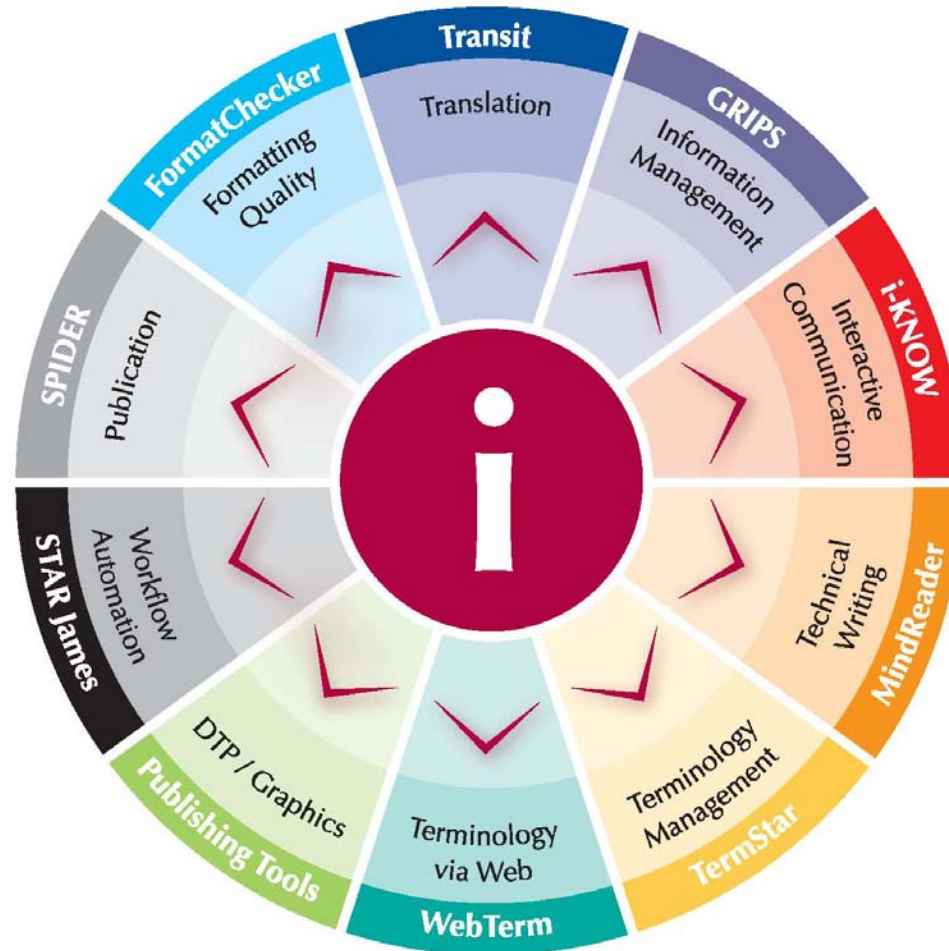 Transit
Translation
GRIPS
Information
Management
i-KNOW
Interactive
Communication
MindReader
Technical
Writing
TermStar
Terminology
Management
WebTerm
Terminology
via Web
Publishing Tools
DTP / Graphics
STAR James
Workflow
Automation
SPIDER
Publication
FormatChecker
Formatting
Quality
i